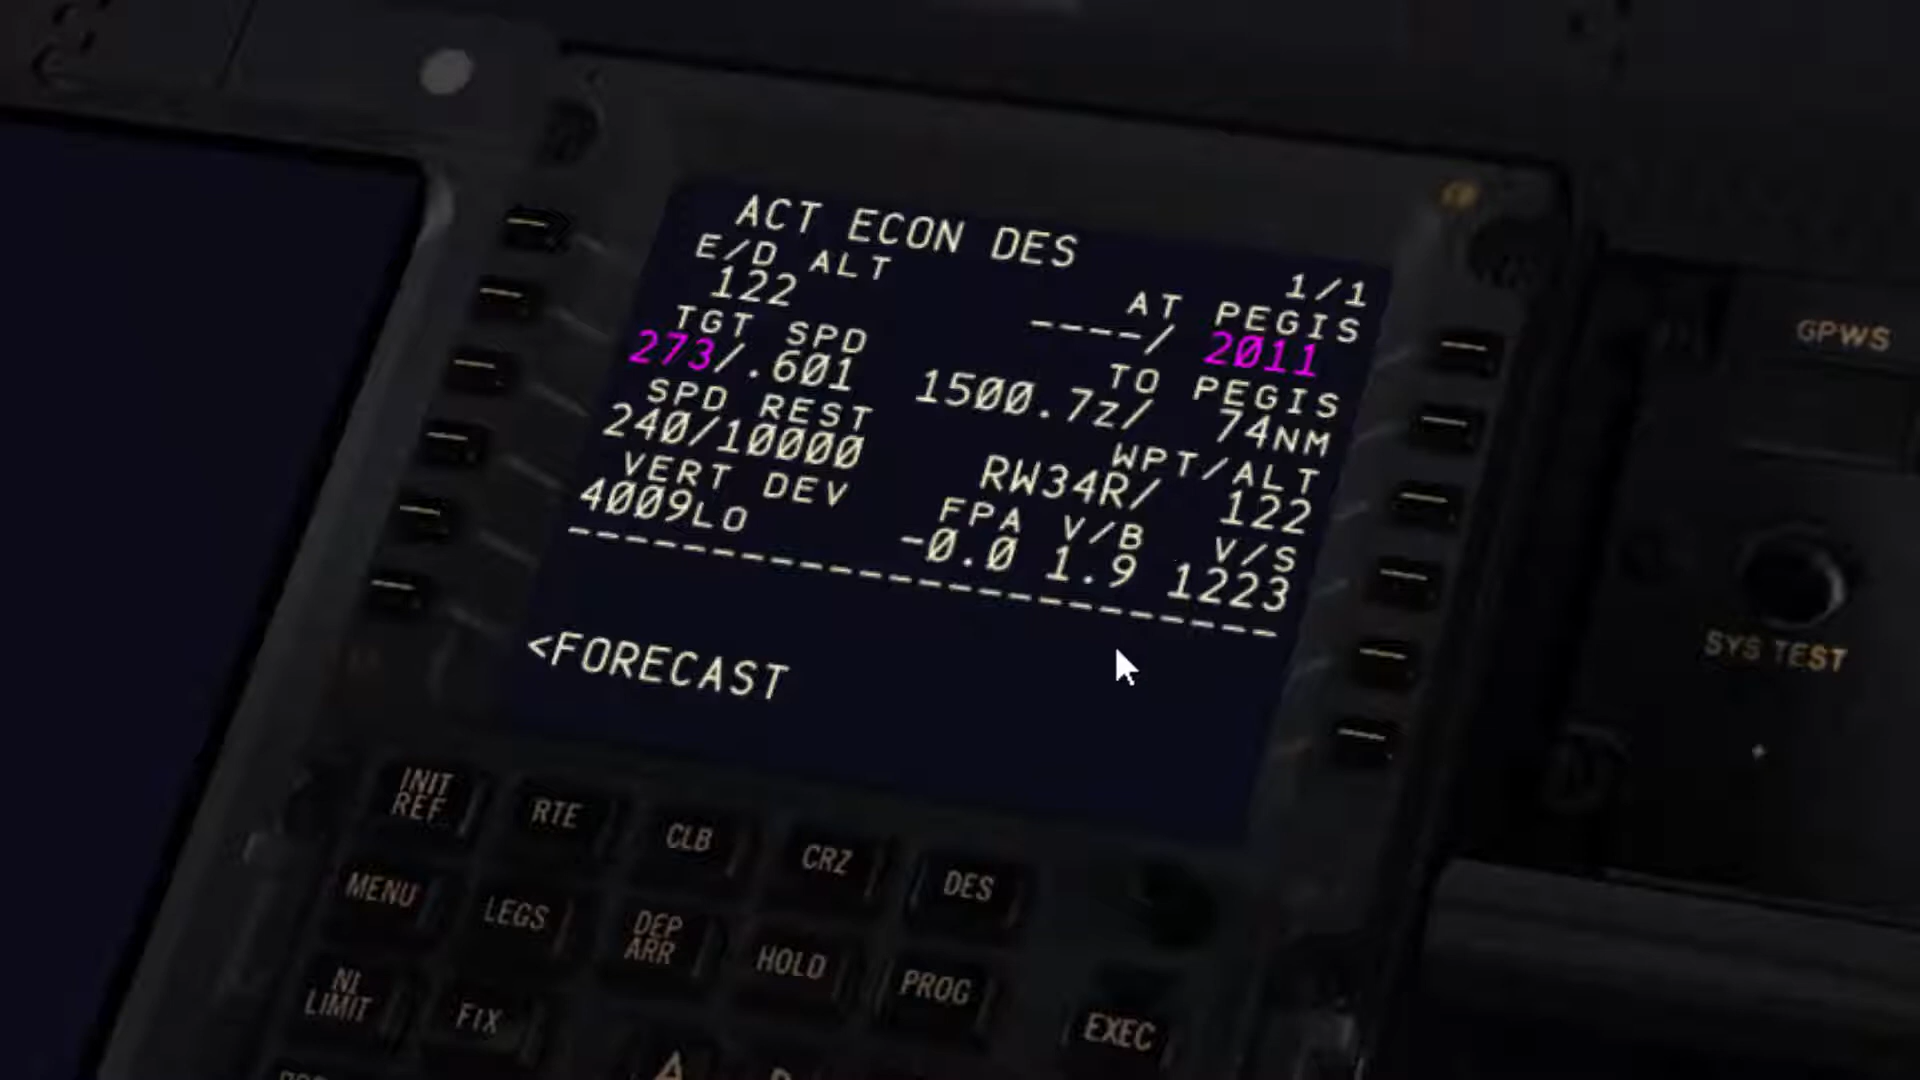 ACT ECON DES 1/1
E/D ALT AT PEGIS
122 ----/ 2011
TGT SPD TO PEGIS
273/.601 1500.7Z/ 74NM
SPD REST WPT/ALT
240/10000 RW34R/ 122
VERT DEV FPA V/B V/S
4009LO -0.0 1.9 1223
------------------------
<FORECAST
GPWS
SYS TEST
INIT REF RTE CLB CRZ DES
MENU LEGS DEP ARR HOLD PROG
N1 LIMIT FIX EXEC
A